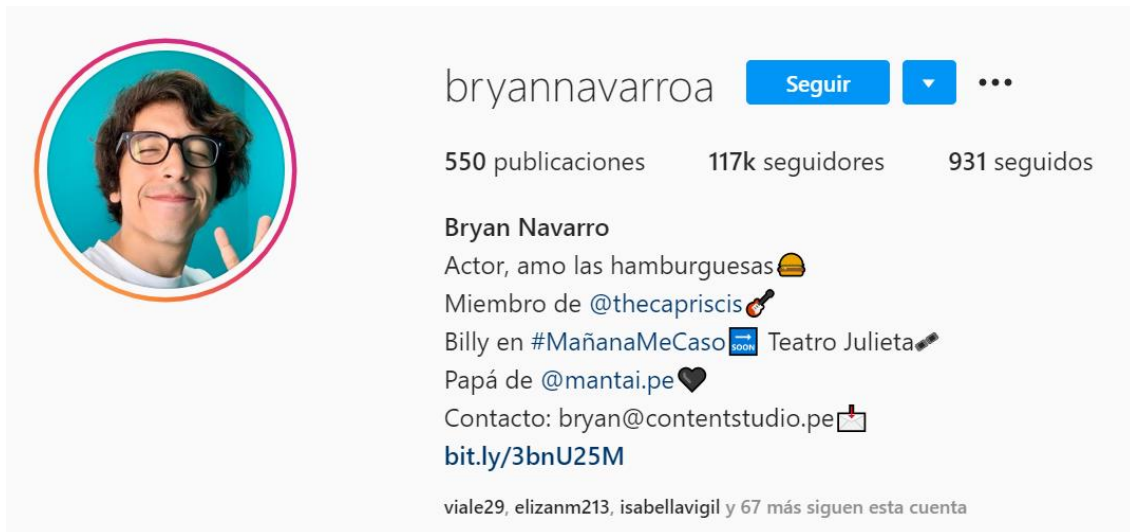 bryannavarroa Seguir
550 publicaciones 117k seguidores 931 seguidos
Bryan Navarro
Actor, amo las hamburguesas🍔
Miembro de @thecapriscis🎸
Billy en #MañanaMeCaso🔜 Teatro Julieta🎟
Papá de @mantai.pe🖤
Contacto: bryan@contentstudio.pe📩
bit.ly/3bnU25M
viale29, elizanm213, isabellavigil y 67 más siguen esta cuenta